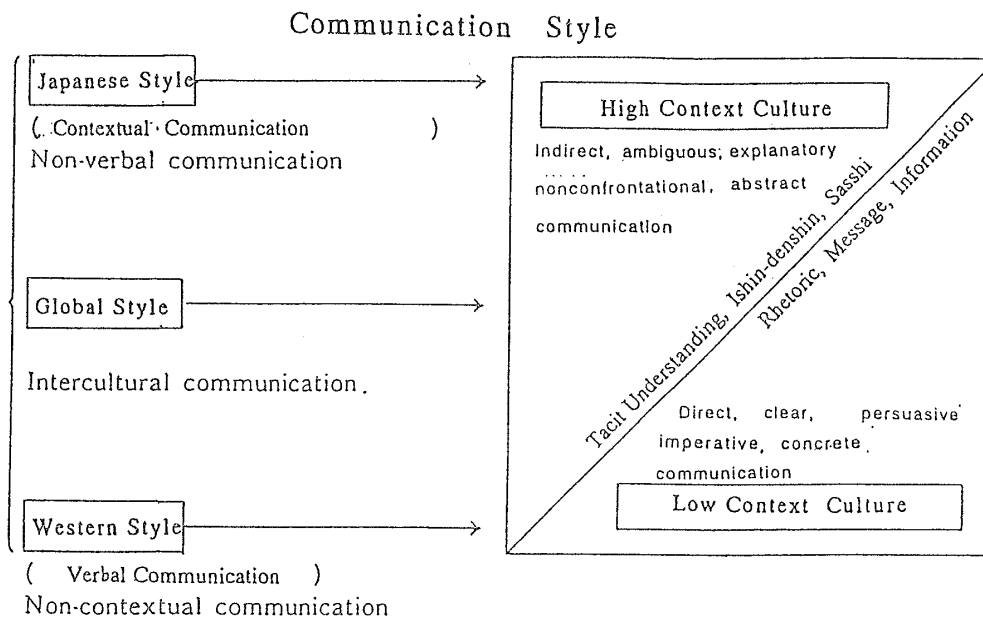 Communication Style
Japanese Style
( Contextual Communication )
Non-verbal communication
Global Style
Intercultural communication.
Western Style
( Verbal Communication )
Non-contextual communication
High Context Culture
Indirect, ambiguous; explanatory
nonconfrontational, abstract
communication
Tacit Understanding, Ishin-denshin, Sasshi
Rhetoric, Message, Information
Direct, clear, persuasive
imperative, concrete
communication
Low Context Culture